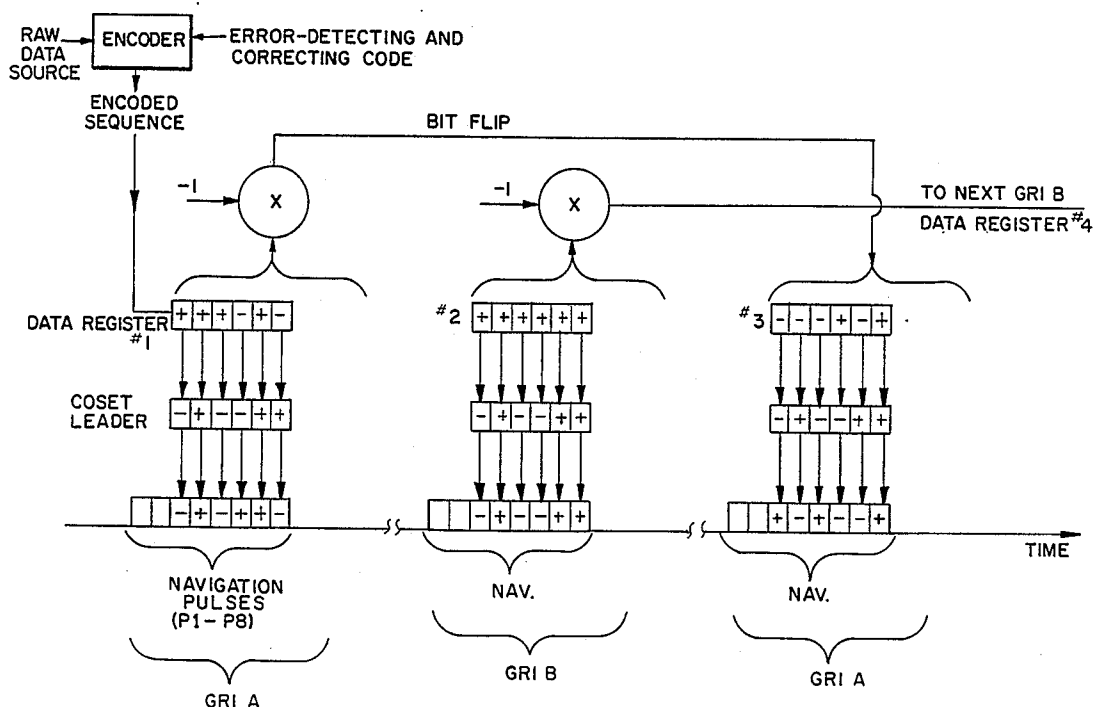 RAW
DATA
SOURCE
ENCODER
ERROR-DETECTING AND
CORRECTING CODE
ENCODED
SEQUENCE
BIT FLIP
-1
X
-1
X
TO NEXT GRI B
DATA REGISTER #4
DATA REGISTER
#1
+ + + - + -
#2
+ + + + + +
#3
- - - + - +
COSET
LEADER
- + - - + +
- + - - + +
- + - - + +
- + - + + -
- + - - + +
+ - + - - +
TIME
NAVIGATION
PULSES
(P1-P8)
NAV.
NAV.
GRI A
GRI B
GRI A